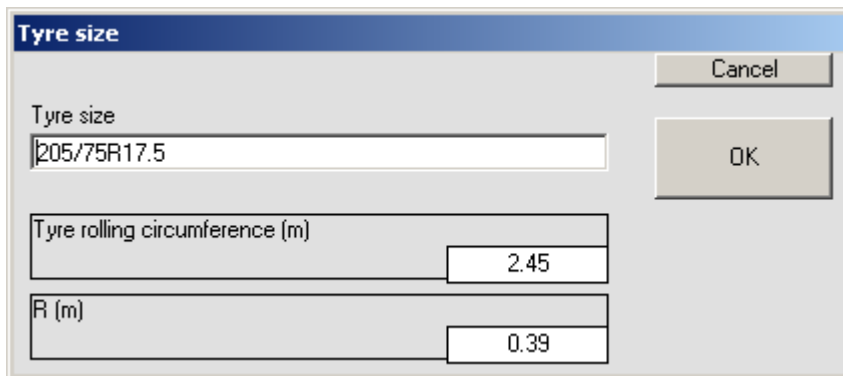 Tyre size
Cancel
Tyre size
205/75R17.5
OK
Tyre rolling circumference (m)
2.45
R (m)
0.39